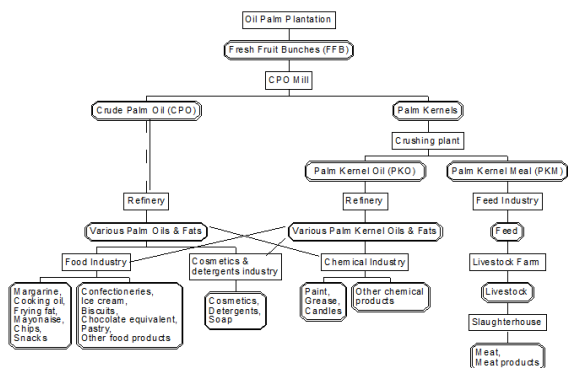 Oil Palm Plantation
Fresh Fruit Bunches (FFB)
CPO Mill
Crude Palm Oil (CPO)
Palm Kernels
Crushing plant
Palm Kernel Oil (PKO)
Palm Kernel Meal (PKM)
Refinery
Refinery
Feed Industry
Various Palm Oils & Fats
Various Palm Kernel Oils & Fats
Feed
Food Industry
Cosmetics &
detergents industry
Chemical Industry
Livestock Farm
Margarine,
Cooking oil,
Frying fat,
Mayonaise,
Chips,
Snacks
Confectioneries,
Ice cream,
Biscuits,
Chocolate equivalent,
Pastry,
Other food products
Cosmetics,
Detergents,
Soap
Paint,
Grease,
Candles
Other chemical
products
Livestock
Slaughterhouse
Meat,
Meat products